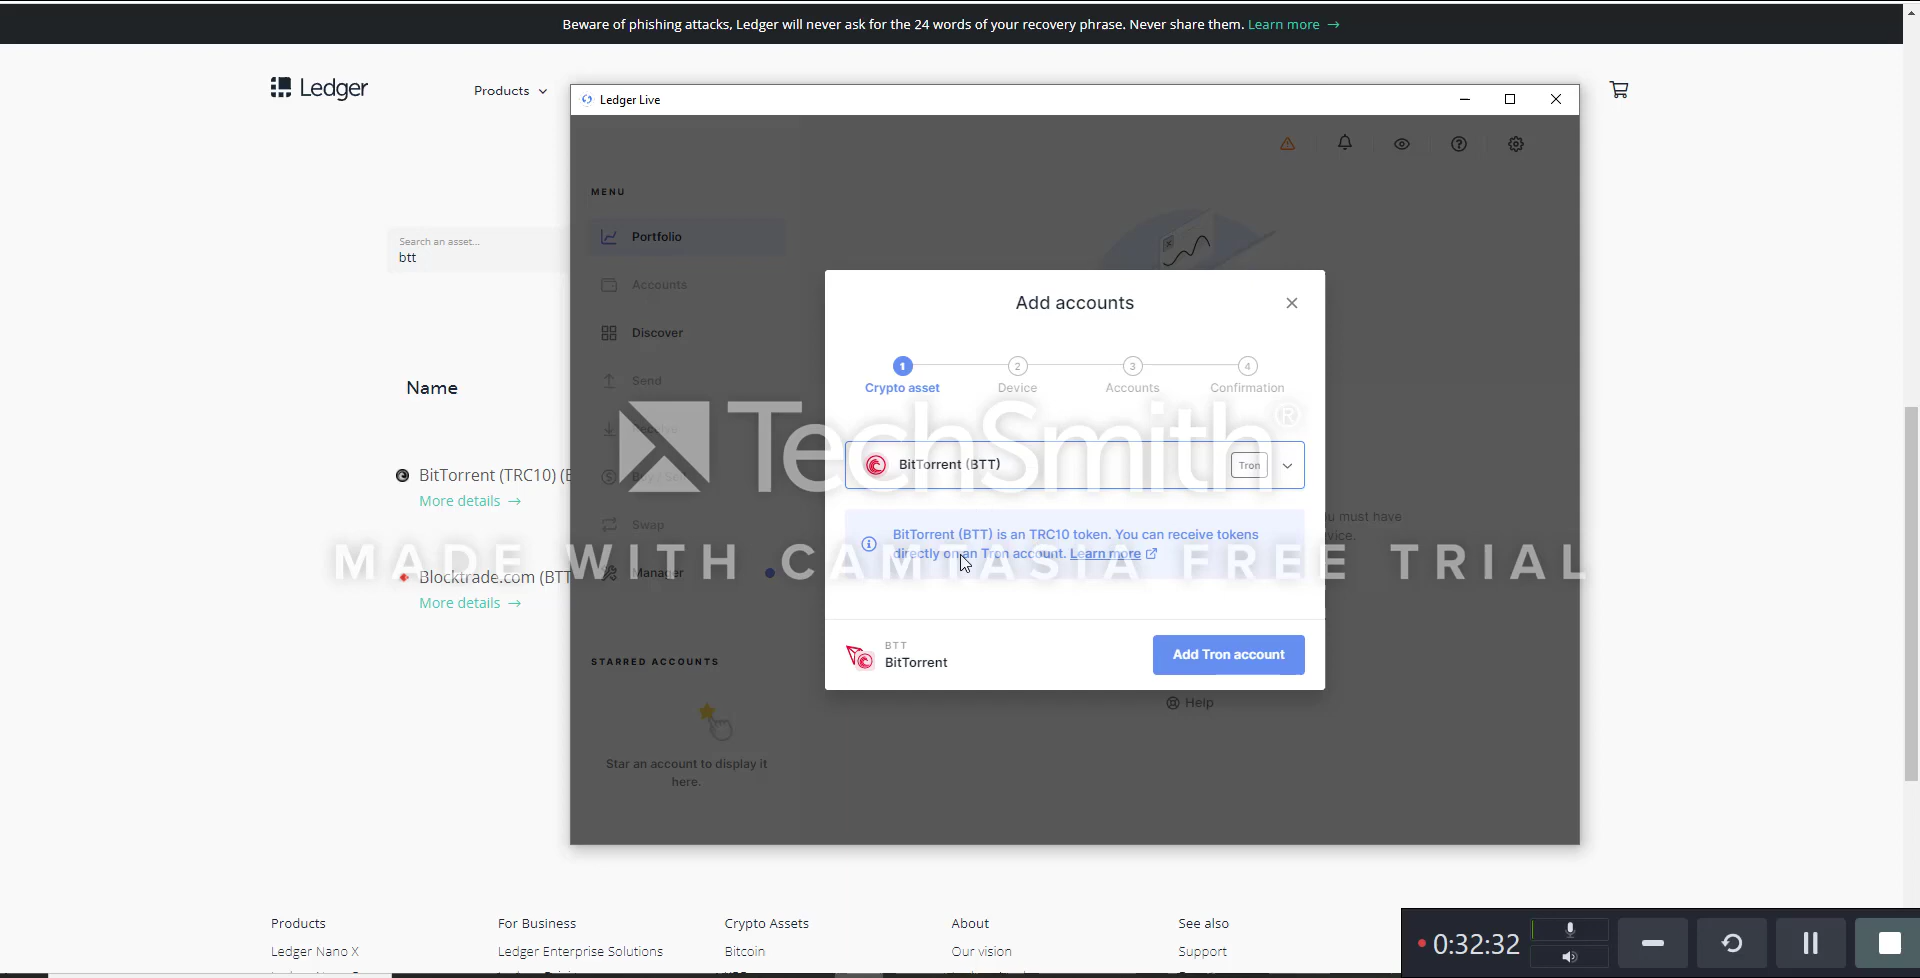 Beware of phishing attacks, Ledger will never ask for the 24 words of your recovery phrase. Never share them. Learn more →
Ledger
Products
Ledger Live
MENU
Portfolio
Search an asset...
btt
Accounts
Add accounts
Discover
1
2
3
4
Crypto asset
Device
Accounts
Confirmation
Send
Name
TechSmith®
Receive
BitTorrent (BTT)
Tron
BitTorrent (TRC10) (B
More details →
Swap
u must have
vice.
BitTorrent (BTT) is an TRC10 token. You can receive tokens
directly on an Tron account. Learn more
MADE WITH CAMTASIA FREE TRIAL
Manager
Blocktrade.com (BTT
More details →
BTT
BitTorrent
Add Tron account
STARRED ACCOUNTS
Help
Star an account to display it
here.
Products
For Business
Crypto Assets
About
See also
Ledger Nano X
Ledger Enterprise Solutions
Bitcoin
Our vision
Support
0:32:32